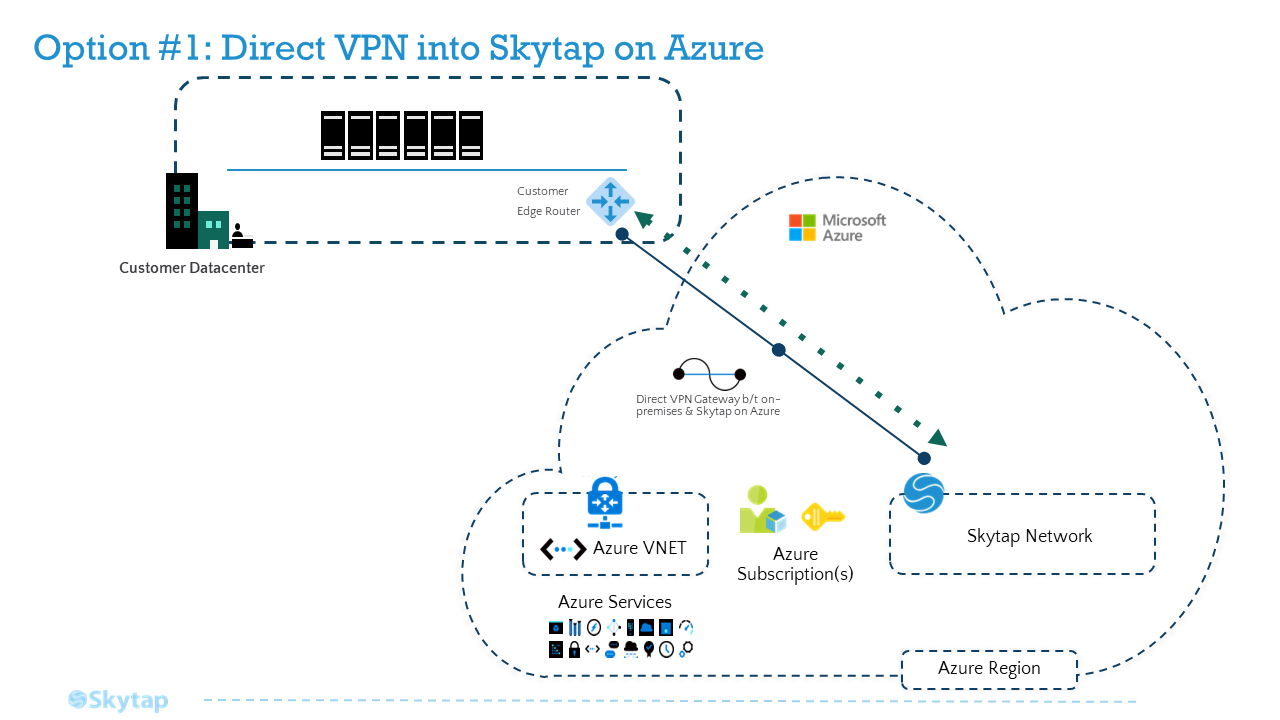 Option #1: Direct VPN into Skytap on Azure
Customer
Edge Router
Microsoft
Azure
Customer Datacenter
Direct VPN Gateway b/t on-
premises & Skytap on Azure
Azure VNET
Azure
Subscription(s)
Skytap Network
Azure Services
Azure Region
Skytap